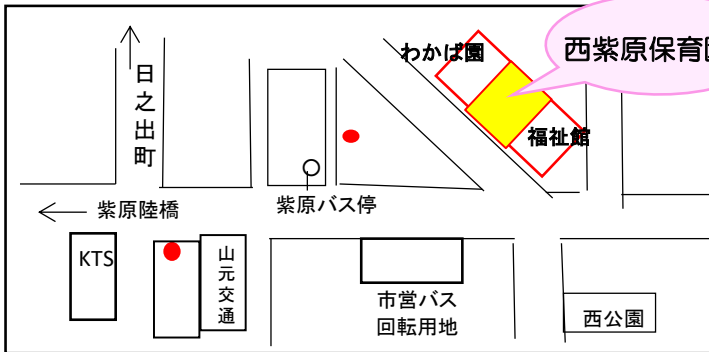 わかば園
西紫原保育園
福祉館
日之出町
紫原陸橋
紫原バス停
KTS
山元交通
市営バス
回転用地
西公園